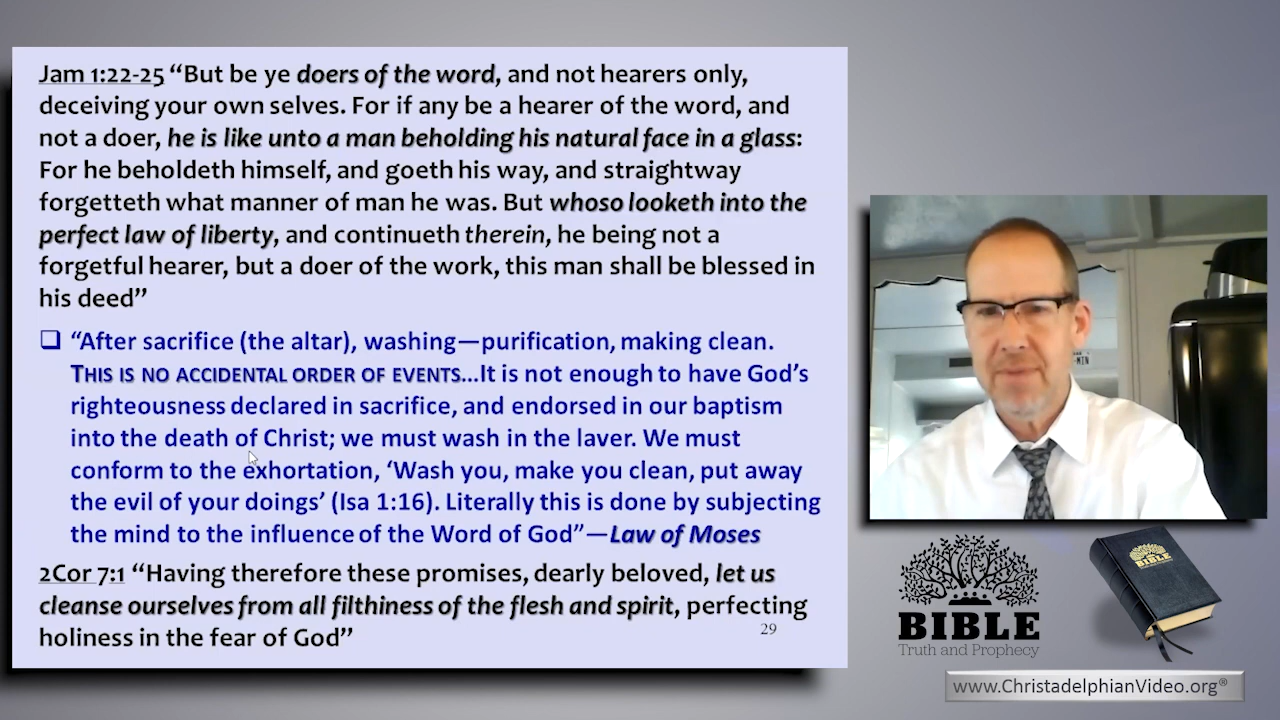 Jam 1:22-25 “But be ye doers of the word, and not hearers only,
deceiving your own selves. For if any be a hearer of the word, and
not a doer, he is like unto a man beholding his natural face in a glass:
For he beholdeth himself, and goeth his way, and straightway
forgetteth what manner of man he was. But whoso looketh into the
perfect law of liberty, and continueth therein, he being not a
forgetful hearer, but a doer of the work, this man shall be blessed in
his deed”
“After sacrifice (the altar), washing—purification, making clean.
THIS IS NO ACCIDENTAL ORDER OF EVENTS...It is not enough to have God’s
righteousness declared in sacrifice, and endorsed in our baptism
into the death of Christ; we must wash in the laver. We must
conform to the exhortation, ‘Wash you, make you clean, put away
the evil of your doings’ (Isa 1:16). Literally this is done by subjecting
the mind to the influence of the Word of God”—Law of Moses
2Cor 7:1 “Having therefore these promises, dearly beloved, let us
cleanse ourselves from all filthiness of the flesh and spirit, perfecting
holiness in the fear of God”
29
BIBLE
Truth and Prophecy
BIBLE
www.ChristadelphianVideo.org®